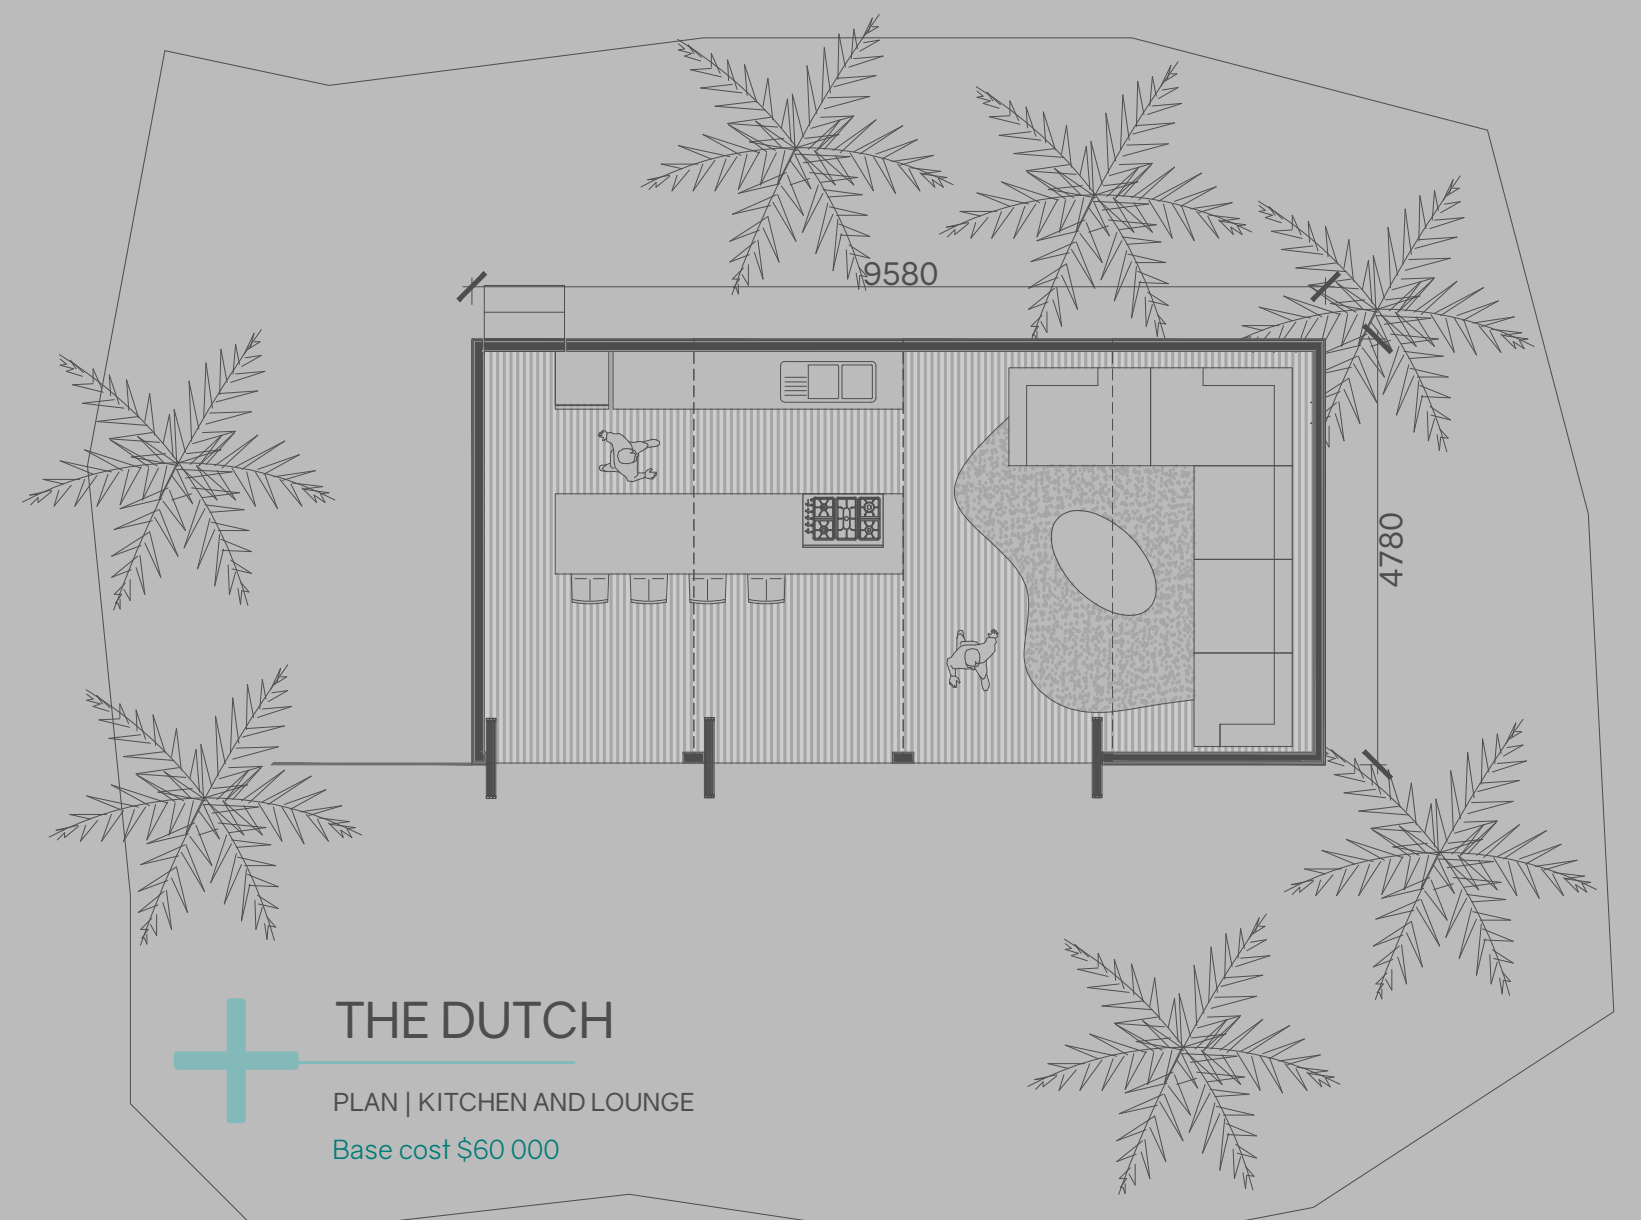 9580
4780
THE DUTCH
PLAN | KITCHEN AND LOUNGE
Base cost $60 000